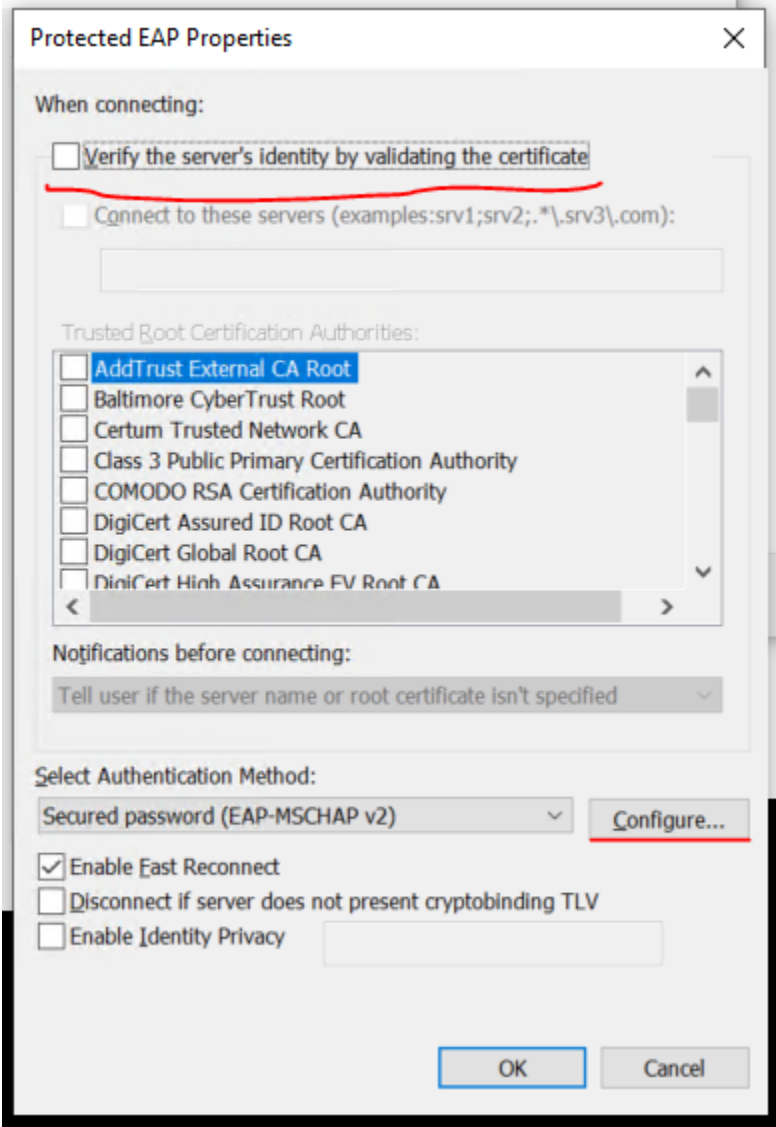 Protected EAP Properties
When connecting:
Verify the server's identity by validating the certificate
Connect to these servers (examples:srv1;srv2;.*\.srv3\.com):
Trusted Root Certification Authorities:
AddTrust External CA Root
Baltimore CyberTrust Root
Certum Trusted Network CA
Class 3 Public Primary Certification Authority
COMODO RSA Certification Authority
DigiCert Assured ID Root CA
DigiCert Global Root CA
DigiCert High Assurance EV Root CA
Notifications before connecting:
Tell user if the server name or root certificate isn't specified
Select Authentication Method:
Secured password (EAP-MSCHAP v2)
Configure...
Enable Fast Reconnect
Disconnect if server does not present cryptobinding TLV
Enable Identity Privacy
OK Cancel